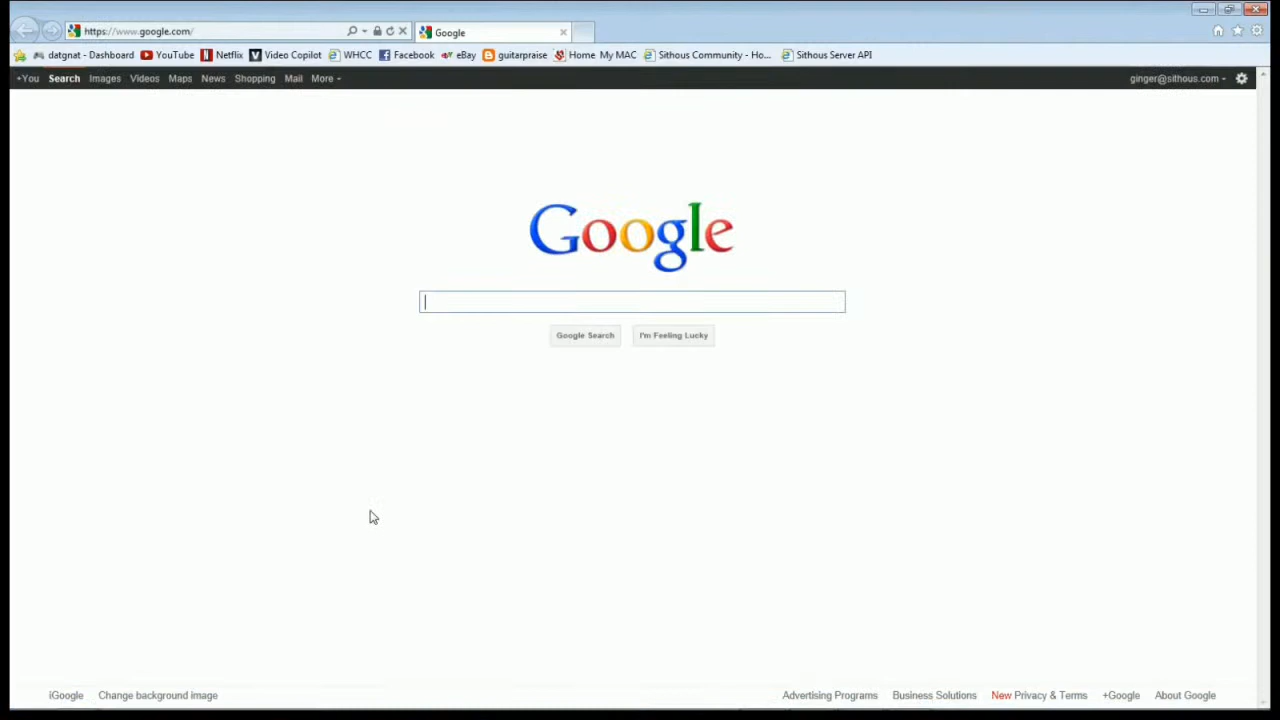 https://www.google.com/
Google
datgnat - Dashboard YouTube Netflix Video Copilot WHCC Facebook eBay guitarpraise Home My MAC Sithous Community - Ho... Sithous Server API
+You Search Images Videos Maps News Shopping Mail More ginger@sithous.com
Google
Google Search I'm Feeling Lucky
iGoogle Change background image Advertising Programs Business Solutions New Privacy & Terms +Google About Google